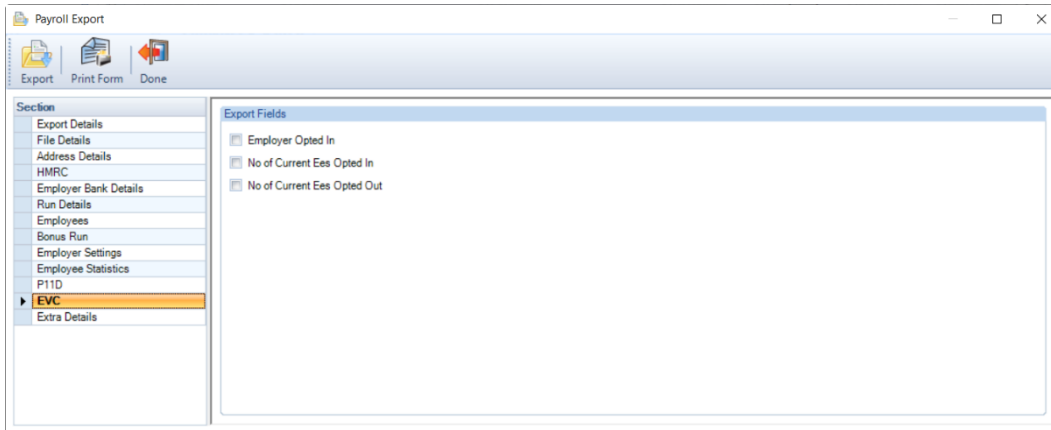 Payroll Export
Export Print Form Done
Section
Export Details
File Details
Address Details
HMRC
Employer Bank Details
Run Details
Employees
Bonus Run
Employer Settings
Employee Statistics
P11D
EVC
Extra Details
Export Fields
Employer Opted In
No of Current Ees Opted In
No of Current Ees Opted Out